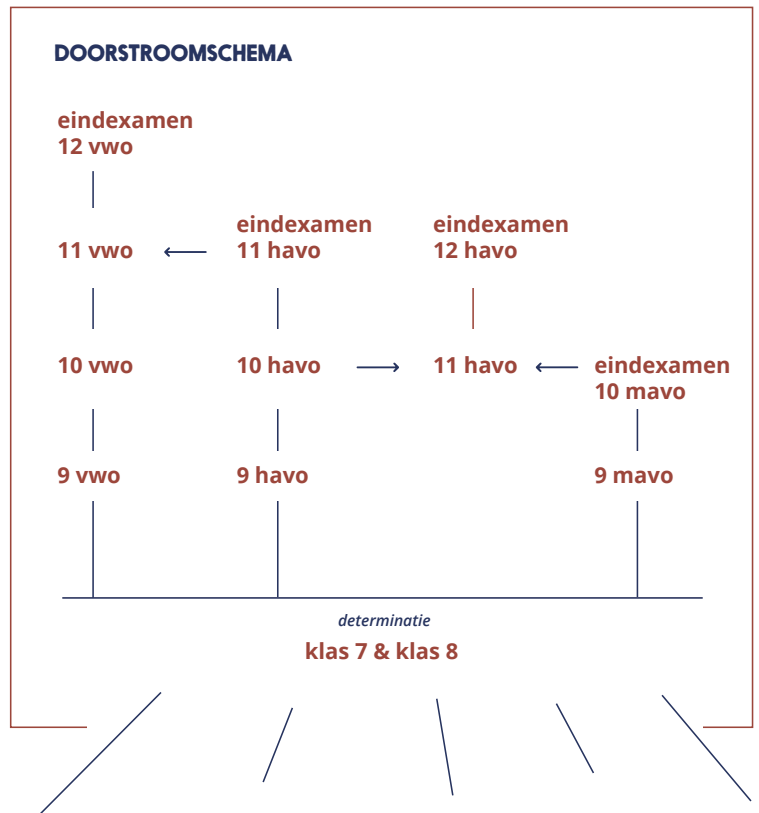 DOORSTROOMSCHEMA
eindexamen
12 vwo
eindexamen
11 havo
eindexamen
12 havo
11 vwo
10 vwo
10 havo
11 havo
eindexamen
10 mavo
9 vwo
9 havo
9 mavo
determinatie
klas 7 & klas 8